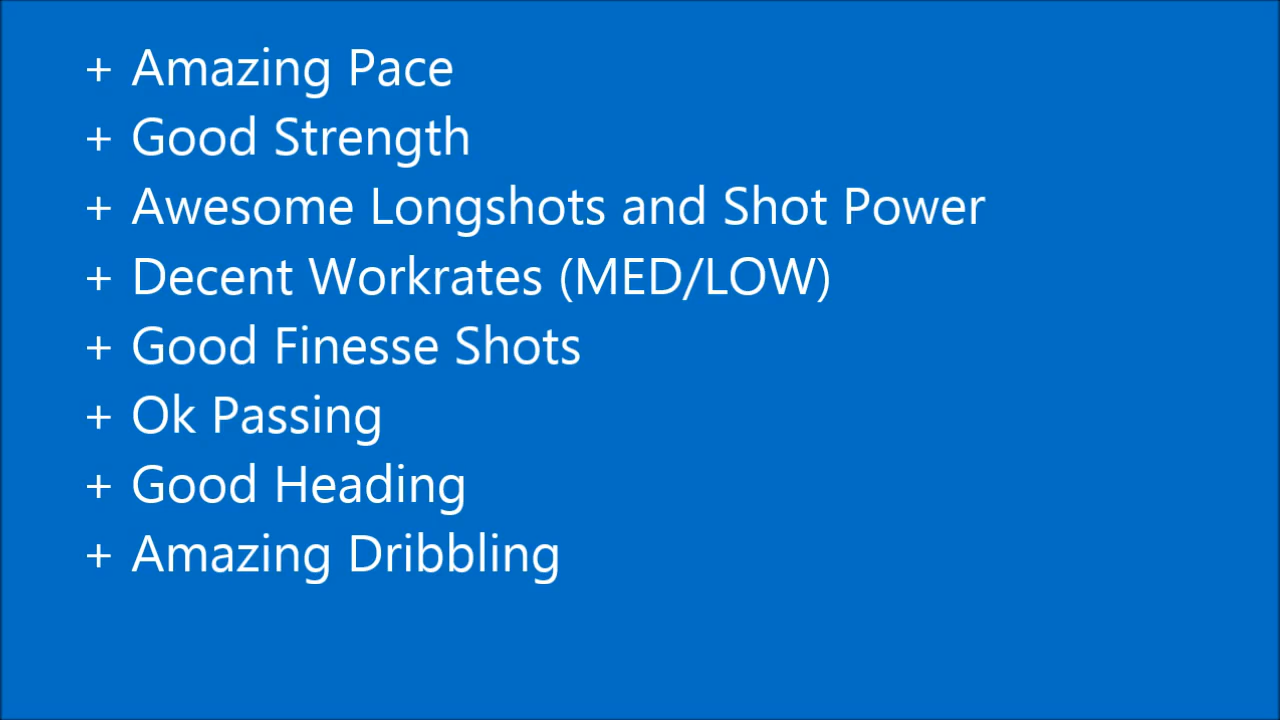 + Amazing Pace
+ Good Strength
+ Awesome Longshots and Shot Power
+ Decent Workrates (MED/LOW)
+ Good Finesse Shots
+ Ok Passing
+ Good Heading
+ Amazing Dribbling